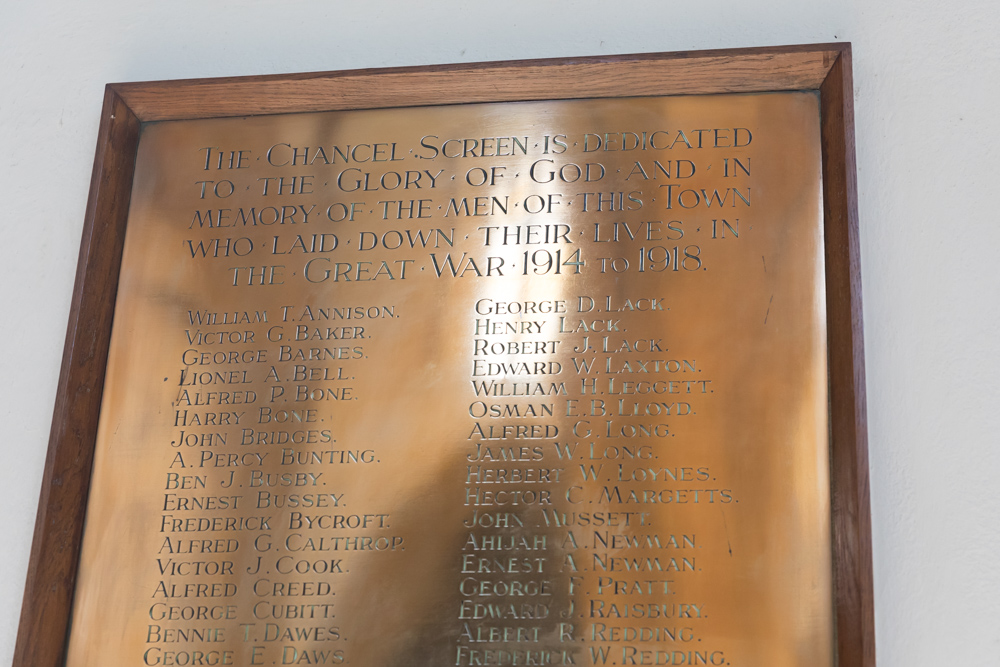 THE · CHANCEL · SCREEN · IS · DEDICATED
TO · THE · GLORY · OF · GOD · AND · IN
MEMORY · OF · THE · MEN · OF · THIS · TOWN
WHO · LAID · DOWN · THEIR · LIVES · IN ·
THE · GREAT · WAR · 1914 TO 1918.
WILLIAM T. ANNISON.
VICTOR G. BAKER.
GEORGE BARNES.
LIONEL A. BELL.
ALFRED P. BONE.
HARRY BONE.
JOHN BRIDGES.
A. PERCY BUNTING.
BEN J. BUSBY.
ERNEST BUSSEY.
FREDERICK BYCROFT.
ALFRED G. CALTHROP.
VICTOR J. COOK.
ALFRED CREED.
GEORGE CUBITT.
BENNIE T. DAWES.
GEORGE E. DAWS
GEORGE D. LACK.
HENRY LACK.
ROBERT J. LACK.
EDWARD W. LAXTON.
WILLIAM H. LEGGETT.
OSMAN E. B. LLOYD.
ALFRED G. LONG.
JAMES W. LONG.
HERBERT W. LOYNES.
HECTOR C. MARGETTS.
JOHN MUSSETT.
AHIJAH A. NEWMAN
ERNEST A. NEWMAN.
GEORGE F. PRATT.
EDWARD J. RAISBURY.
ALBERT R. REDDING.
FREDERICK W. REDDING.